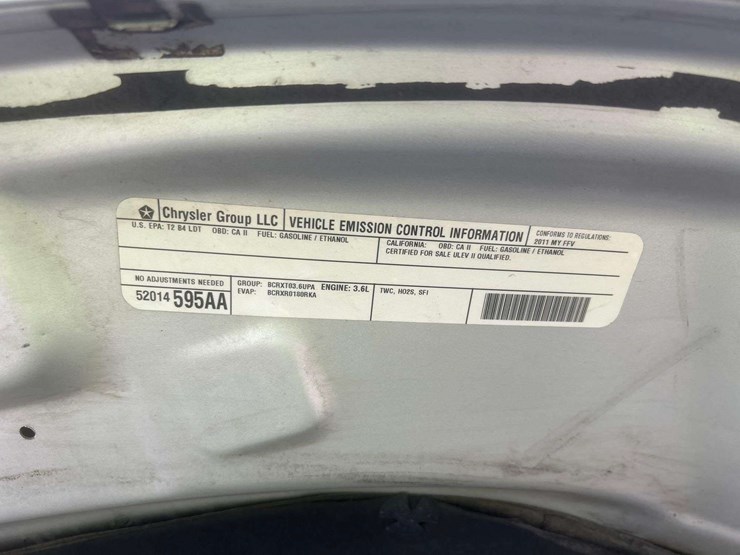 Chrysler Group LLC VEHICLE EMISSION CONTROL INFORMATION CONFORMS TO REGULATIONS:
2011 MY FFV
U.S. EPA: T2 B4 LDT OBD: CA II FUEL: GASOLINE / ETHANOL
CALIFORNIA: OBD: CA II FUEL: GASOLINE / ETHANOL
CERTIFIED FOR SALE ULEV II QUALIFIED.
NO ADJUSTMENTS NEEDED
52014 595AA
GROUP: BCRXT03.6UPA ENGINE: 3.6L
EVAP: BCRXR0180RKA
TWC, HO2S, SFI